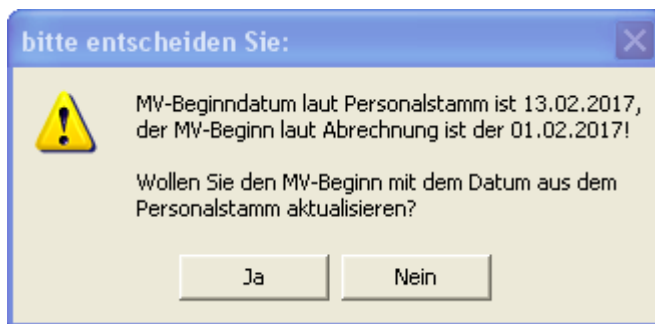 bitte entscheiden Sie:
MV-Beginndatum laut Personalstamm ist 13.02.2017,
der MV-Beginn laut Abrechnung ist der 01.02.2017!
Wollen Sie den MV-Beginn mit dem Datum aus dem
Personalstamm aktualisieren?
Ja
Nein